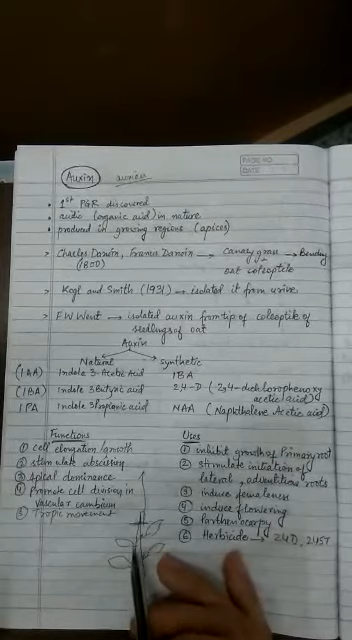 PAGE NO.
DATE
Auxin auxein
• 1st PGR discovered
• acidic (organic acid) in nature
• produced in growing regions (apices)
> Charles Darwin, Francis Darwin → Canary grass → Bending
(1880) oat coleoptile
> Kogl and Smith (1931) → isolated it from urine
> F W Went → isolated auxin from tip of coleoptile of
seedlings of oat
Auxin
Natural Synthetic
(IAA) Indole 3-Acetic Acid IBA
(IBA) Indole 3 Butyric acid 2,4-D (2,4-dichlorophenoxy
acetic acid)
IPA Indole 3 Propionic acid NAA (Naphthalene Acetic acid)
Functions
① cell elongation/growth
② stimulate abscission
③ Apical dominance
④ Promote cell division in
vascular cambium
⑤ Tropic movement
Uses
① inhibit growth of Primary root
② stimulate initiation of
lateral, adventitious roots
③ induce femaleness
④ induce flowering
⑤ Parthenocarpy
⑥ Herbicide → 2,4D, 245T